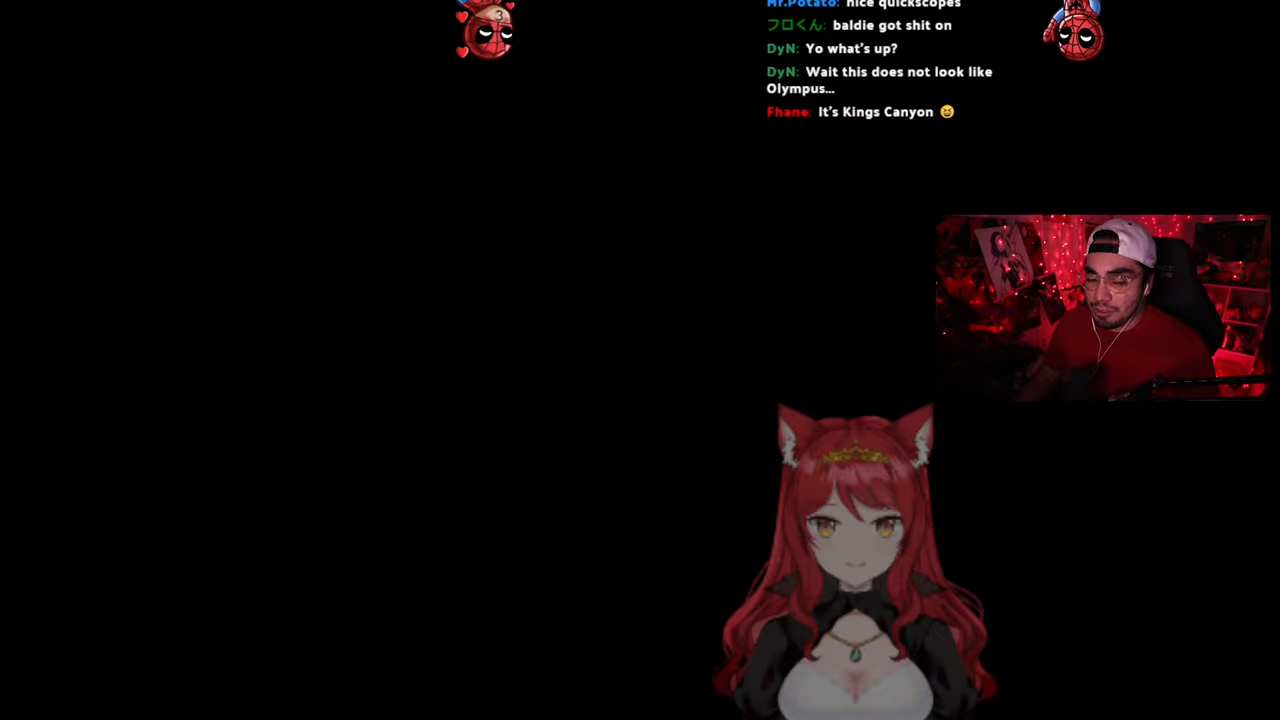 3
Mr.Potato: nice quickscopes
フロくん: baldie got shit on
DyN: Yo what's up?
DyN: Wait this does not look like
Olympus...
Fhane: It's Kings Canyon 😆